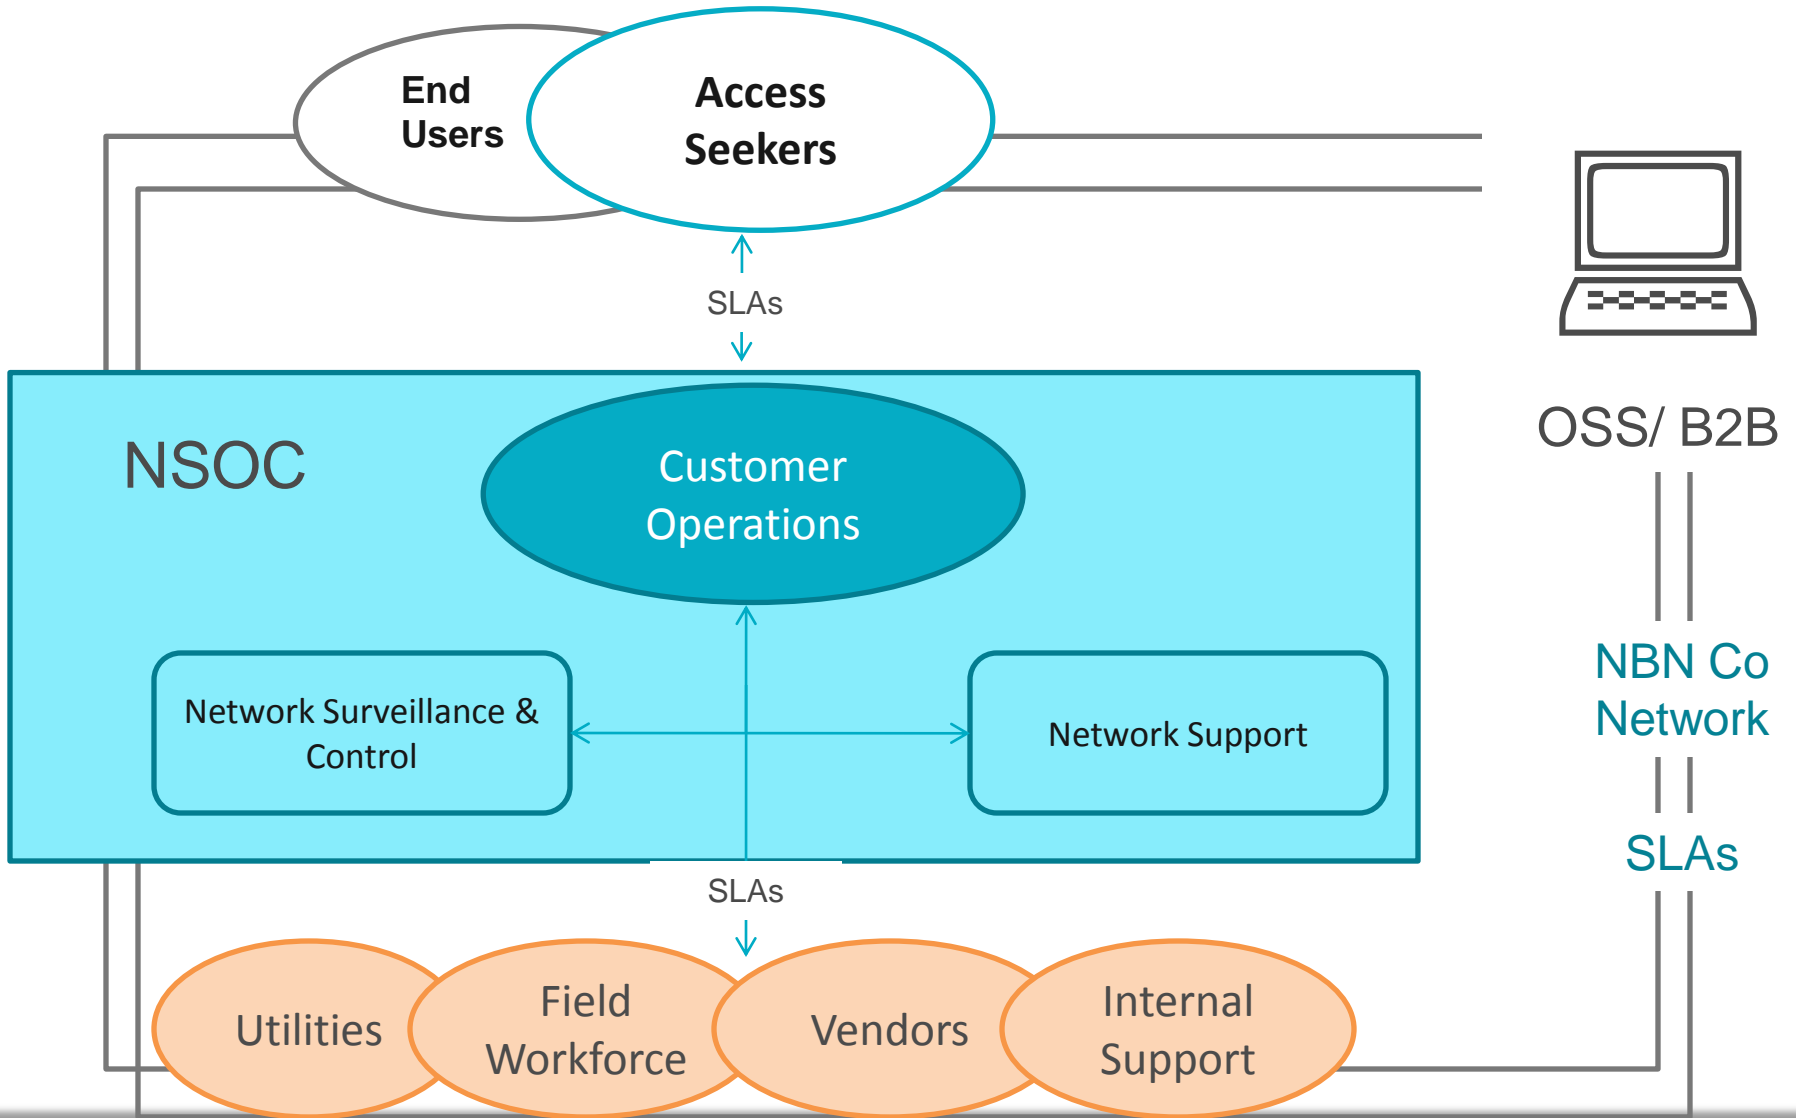 End
Users
Access
Seekers
SLAs
NSOC
Customer
Operations
OSS/ B2B
Network Surveillance &
Control
Network Support
NBN Co
Network
SLAs
SLAs
Utilities
Field
Workforce
Vendors
Internal
Support